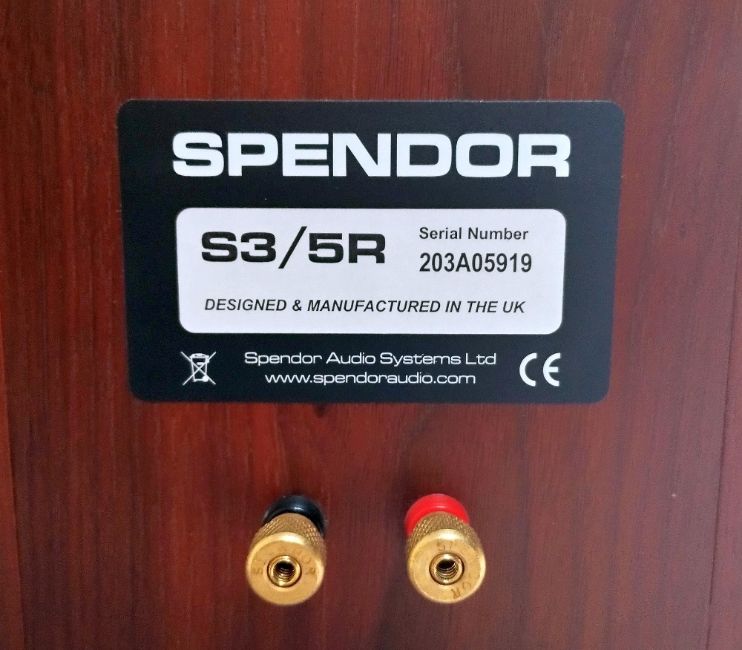 SPENDOR
S3/5R
Serial Number
203A05919
DESIGNED & MANUFACTURED IN THE UK
Spendor Audio Systems Ltd
www.spendoraudio.com
CE